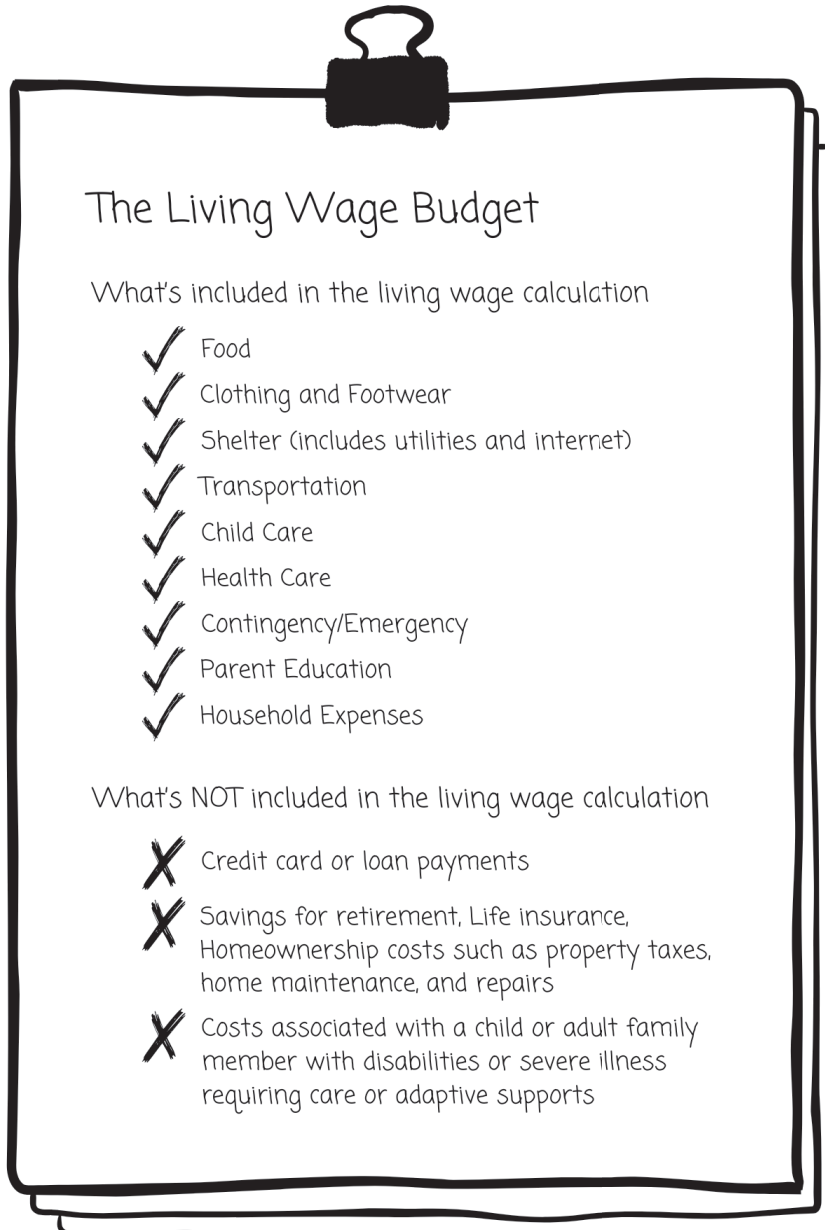 The Living Wage Budget
What's included in the living wage calculation
Food
Clothing and Footwear
Shelter (includes utilities and internet)
Transportation
Child Care
Health Care
Contingency/Emergency
Parent Education
Household Expenses
What's NOT included in the living wage calculation
Credit card or loan payments
Savings for retirement, Life insurance,
Homeownership costs such as property taxes,
home maintenance, and repairs
Costs associated with a child or adult family
member with disabilities or severe illness
requiring care or adaptive supports